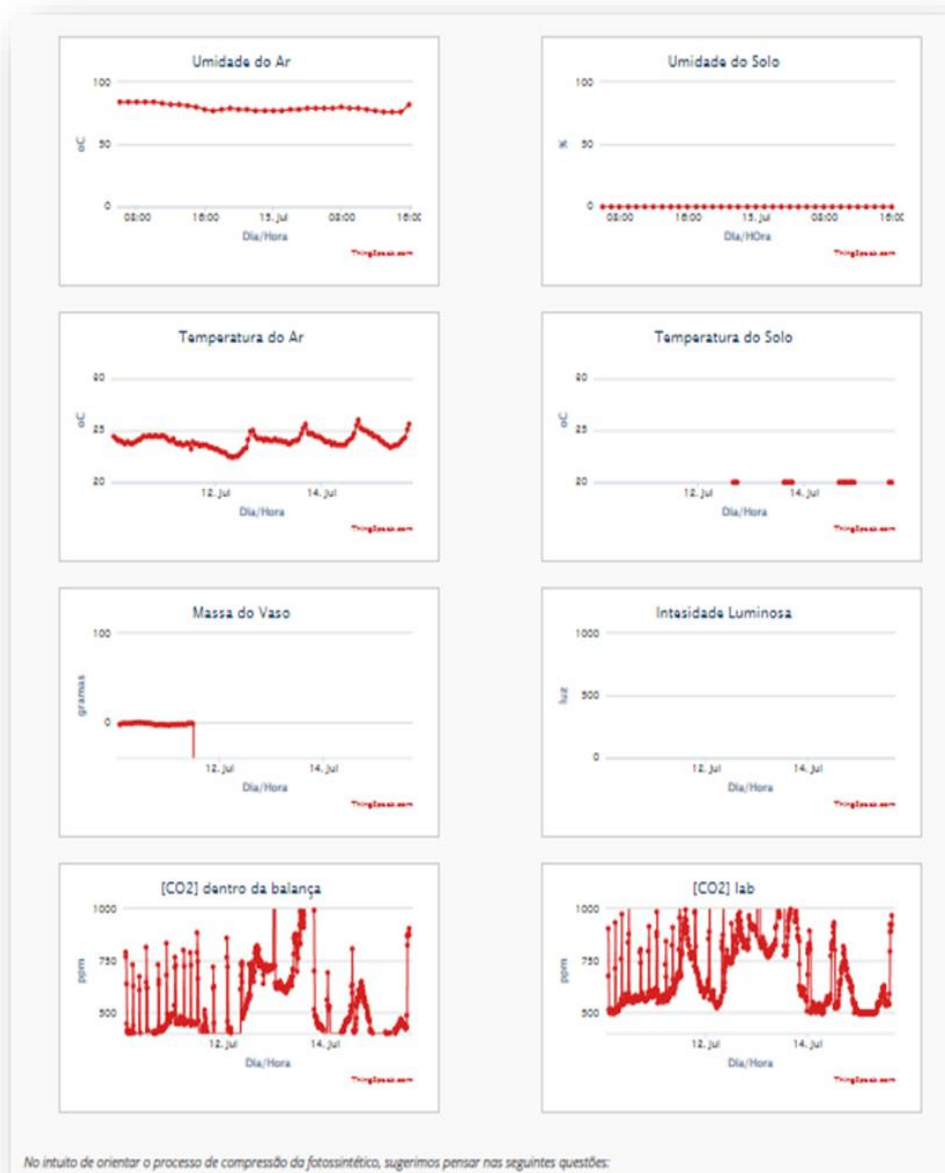 Umidade do Ar
100
50
0
oC
08:00 16:00 15. Jul 08:00 16:00
Dia/Hora
ThingSpeak.com
Umidade do Solo
100
50
0
%
08:00 16:00 15. Jul 08:00 16:00
Dia/HOra
ThingSpeak.com
Temperatura do Ar
30
25
20
oC
12. Jul 14. Jul
Dia/Hora
ThingSpeak.com
Temperatura do Solo
30
25
20
oC
12. Jul 14. Jul
Dia/Hora
ThingSpeak.com
Massa do Vaso
100
0
gramas
12. Jul 14. Jul
Dia/Hora
ThingSpeak.com
Intesidade Luminosa
1000
500
0
luz
12. Jul 14. Jul
Dia/Hora
ThingSpeak.com
[CO2] dentro da balança
1000
750
500
ppm
12. Jul 14. Jul
Dia/Hora
ThingSpeak.com
[CO2] lab
1000
750
500
ppm
12. Jul 14. Jul
Dia/Hora
ThingSpeak.com
No intuito de orientar o processo de compressão da fotossintético, sugerimos pensar nas seguintes questões: